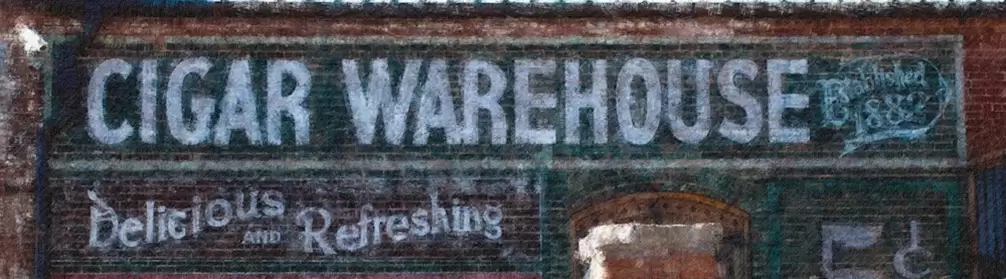 CIGAR WAREHOUSE
Established
1882
Delicious AND Refreshing
5¢